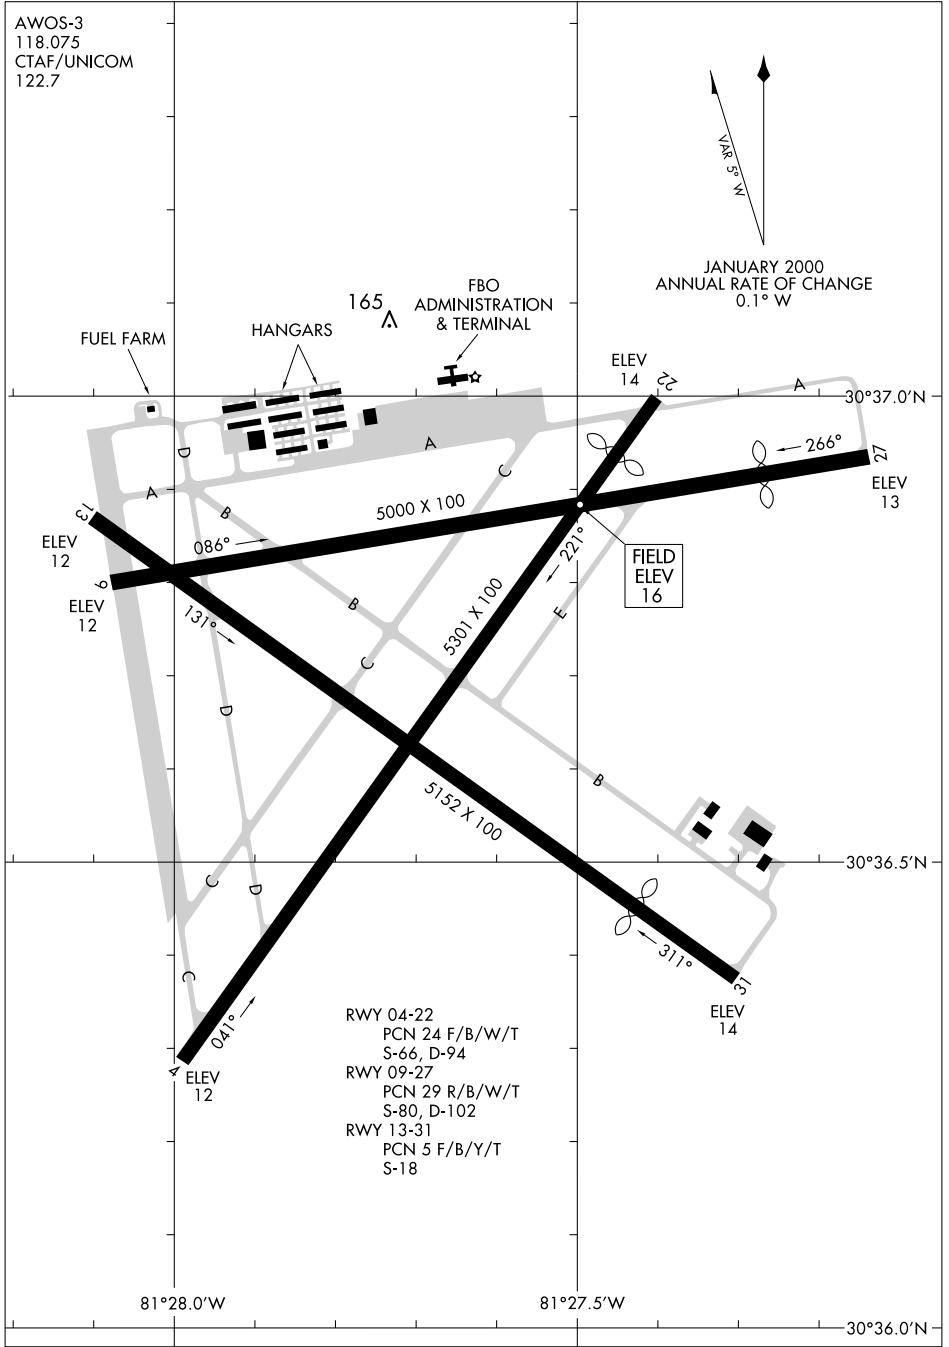 AWOS-3
118.075
CTAF/UNICOM
122.7
VAR 5° W
JANUARY 2000
ANNUAL RATE OF CHANGE
0.1° W
165
FBO
ADMINISTRATION
& TERMINAL
HANGARS
FUEL FARM
ELEV
14
22
A
30°37.0'N
D
A
C
266°
27
ELEV
13
A
13
B
5000 X 100
ELEV
12
086°
221°
FIELD
ELEV
16
9
ELEV
12
131°
B
5301 X 100
E
C
D
B
5152 X 100
30°36.5'N
C
D
311°
31
ELEV
14
C
041°
4
ELEV
12
RWY 04-22
PCN 24 F/B/W/T
S-66, D-94
RWY 09-27
PCN 29 R/B/W/T
S-80, D-102
RWY 13-31
PCN 5 F/B/Y/T
S-18
81°28.0'W
81°27.5'W
30°36.0'N